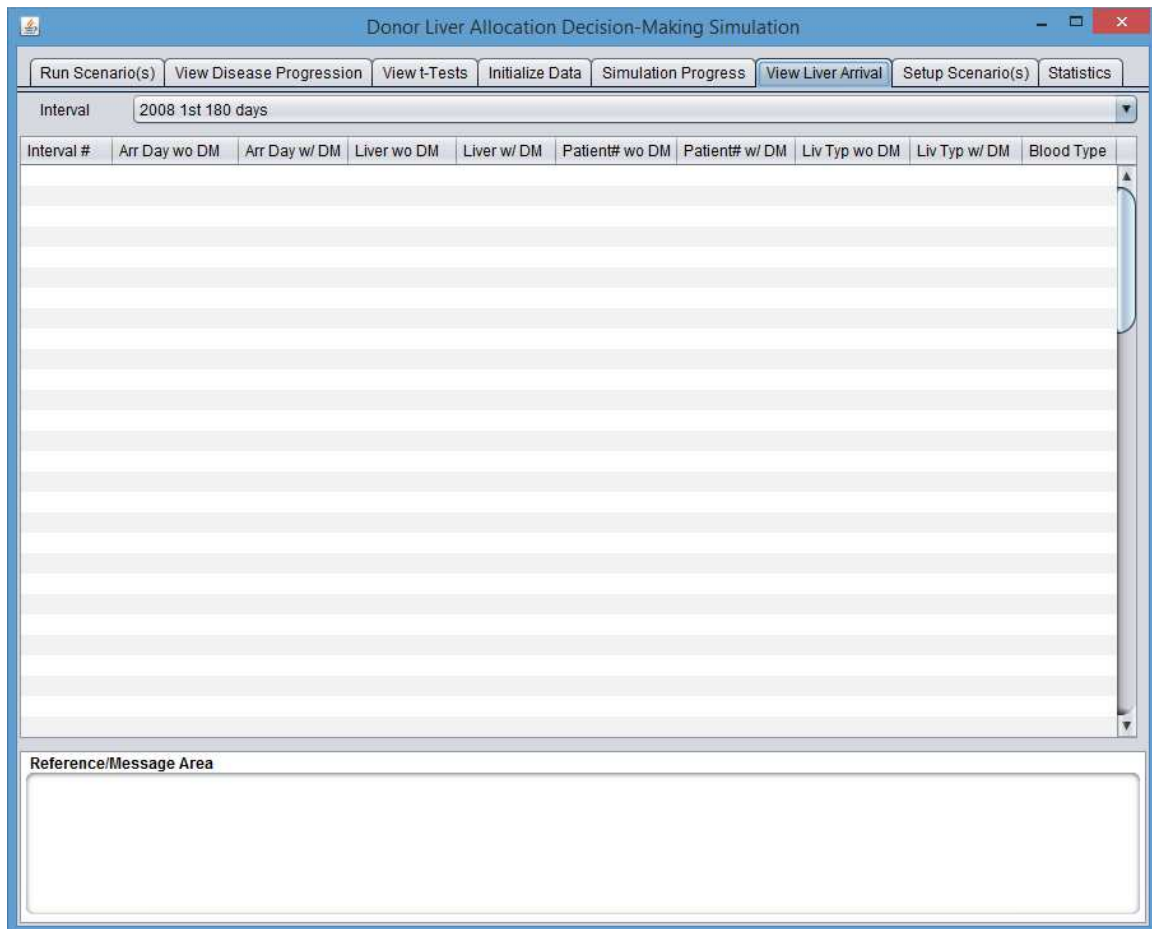 Donor Liver Allocation Decision-Making Simulation
Run Scenario(s) View Disease Progression View t-Tests Initialize Data Simulation Progress View Liver Arrival Setup Scenario(s) Statistics
Interval 2008 1st 180 days
Interval # Arr Day wo DM Arr Day w/ DM Liver wo DM Liver w/ DM Patient# wo DM Patient# w/ DM Liv Typ wo DM Liv Typ w/ DM Blood Type
Reference/Message Area